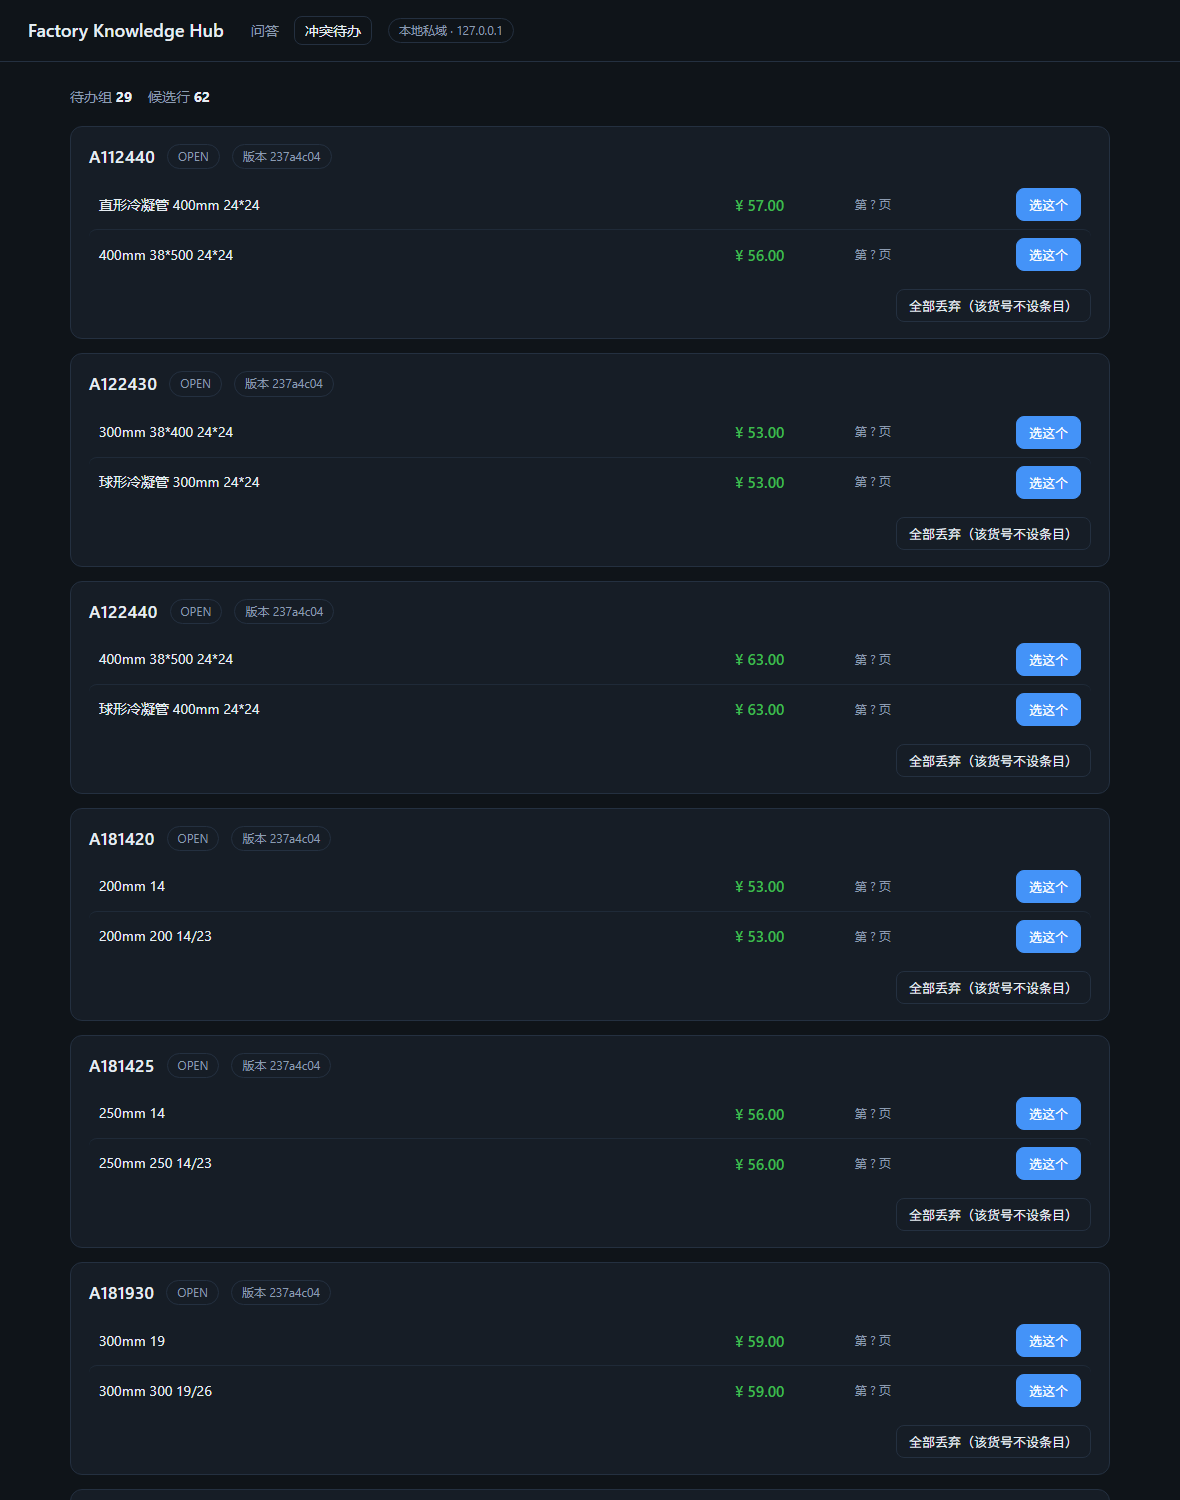 Factory Knowledge Hub 问答 冲突待办 本地私域 · 127.0.0.1
待办组 29 候选行 62
A112440 OPEN 版本 237a4c04
直形冷凝管 400mm 24*24 ¥ 57.00 第 ? 页 选这个
400mm 38*500 24*24 ¥ 56.00 第 ? 页 选这个
全部丢弃（该货号不设条目）
A122430 OPEN 版本 237a4c04
300mm 38*400 24*24 ¥ 53.00 第 ? 页 选这个
球形冷凝管 300mm 24*24 ¥ 53.00 第 ? 页 选这个
全部丢弃（该货号不设条目）
A122440 OPEN 版本 237a4c04
400mm 38*500 24*24 ¥ 63.00 第 ? 页 选这个
球形冷凝管 400mm 24*24 ¥ 63.00 第 ? 页 选这个
全部丢弃（该货号不设条目）
A181420 OPEN 版本 237a4c04
200mm 14 ¥ 53.00 第 ? 页 选这个
200mm 200 14/23 ¥ 53.00 第 ? 页 选这个
全部丢弃（该货号不设条目）
A181425 OPEN 版本 237a4c04
250mm 14 ¥ 56.00 第 ? 页 选这个
250mm 250 14/23 ¥ 56.00 第 ? 页 选这个
全部丢弃（该货号不设条目）
A181930 OPEN 版本 237a4c04
300mm 19 ¥ 59.00 第 ? 页 选这个
300mm 300 19/26 ¥ 59.00 第 ? 页 选这个
全部丢弃（该货号不设条目）